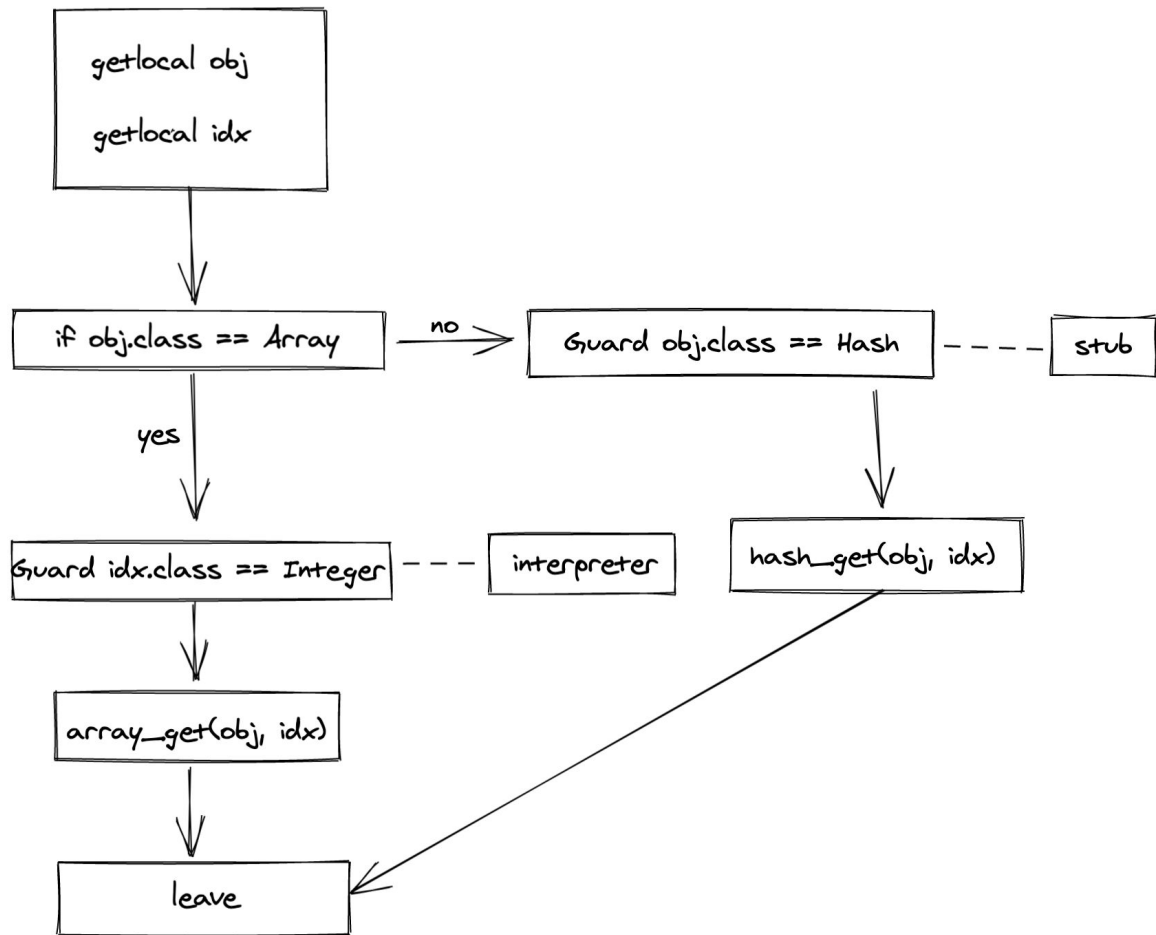 getlocal obj
getlocal idx
if obj.class == Array
no
Guard obj.class == Hash
stub
yes
Guard idx.class == Integer
interpreter
hash_get(obj, idx)
array_get(obj, idx)
leave